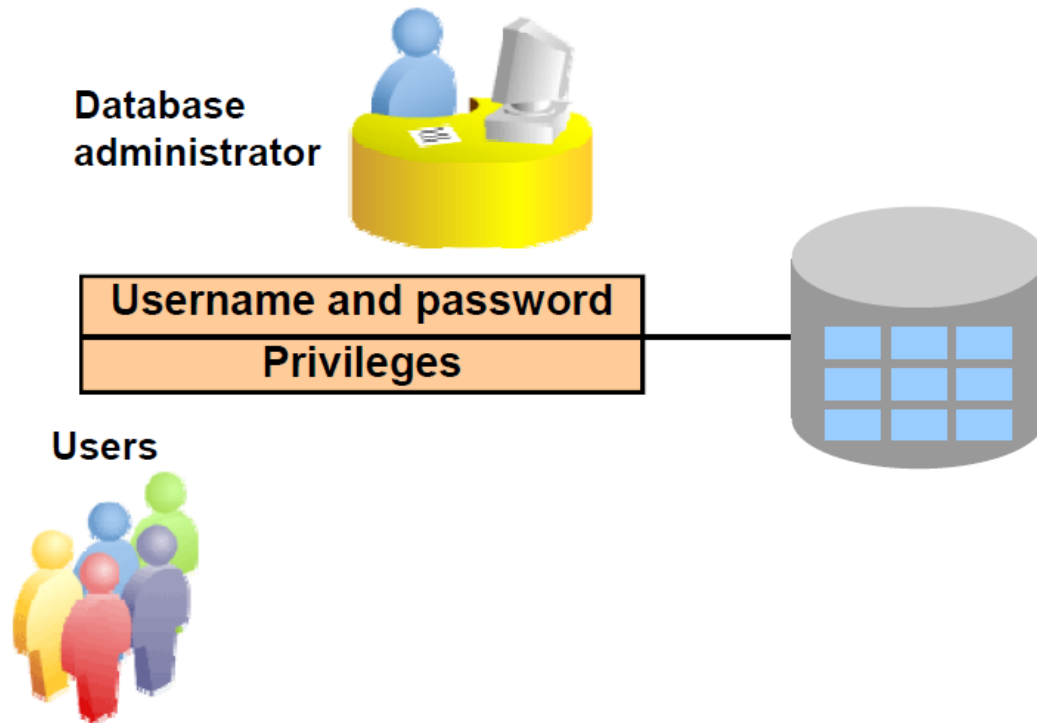 Database
administrator
Username and password
Privileges
Users